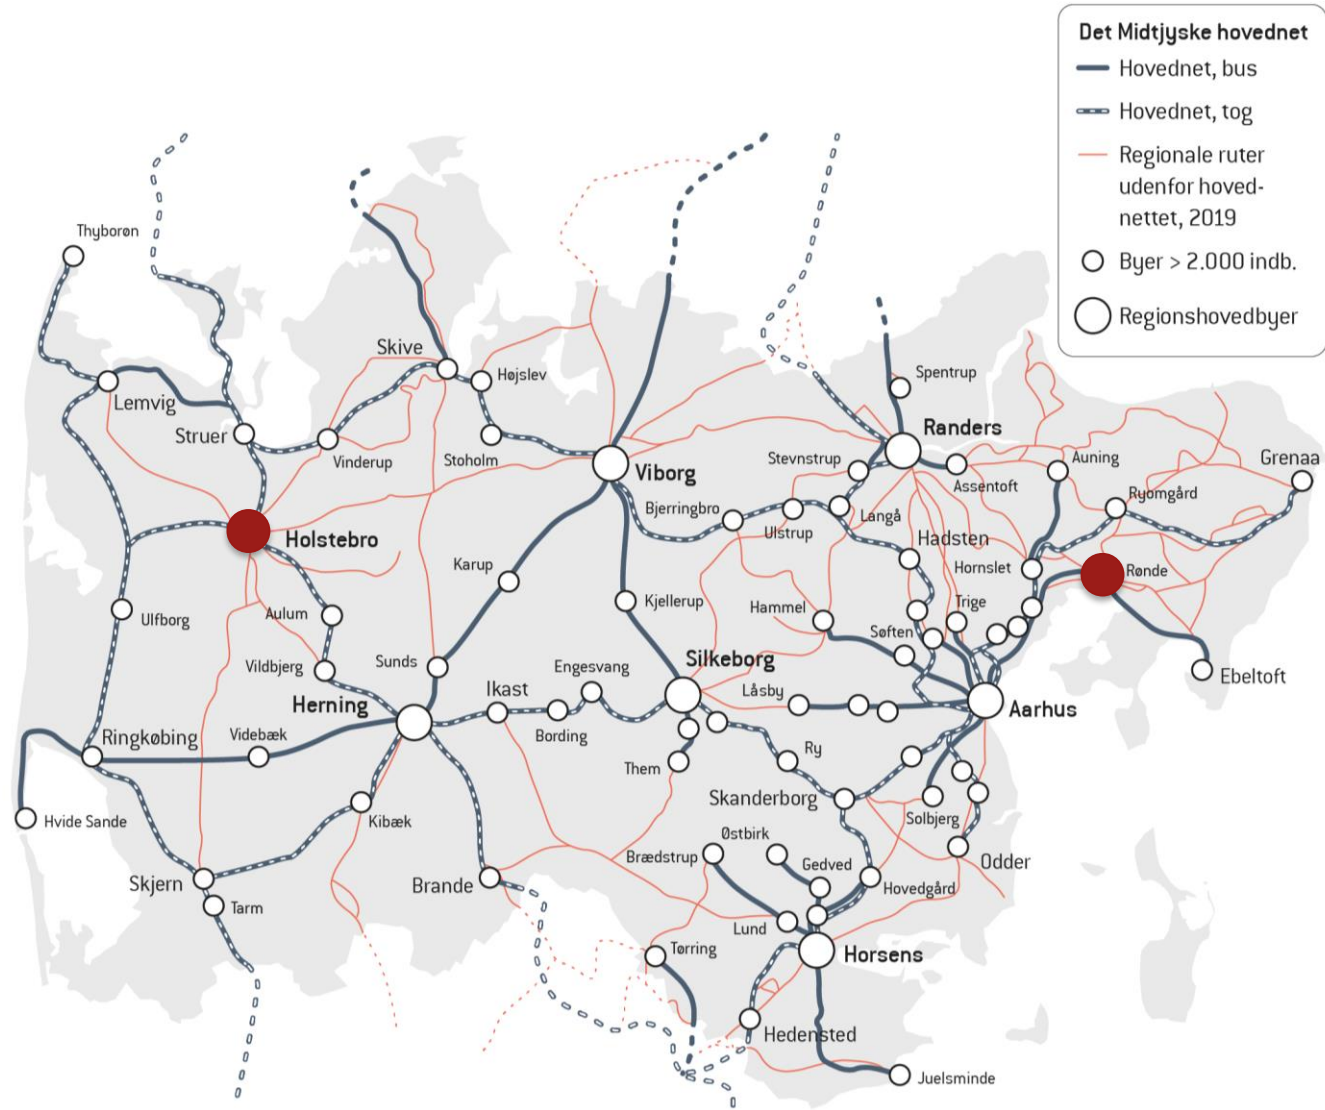 Det Midtjyske hovednet
Hovednet, bus
Hovednet, tog
Regionale ruter
udenfor hoved-
nettet, 2019
Byer > 2.000 indb.
Regionshovedbyer
Thyborøn
Skive
Højslev
Spentrup
Lemvig
Struer
Vinderup
Stoholm
Viborg
Randers
Stevnstrup
Assentoft
Auning
Grenaa
Bjerringbro
Ulstrup
Langå
Ryomgård
Holstebro
Hadsten
Hornslet
Rønde
Karup
Ulfborg
Aulum
Kjellerup
Hammel
Trige
Søften
Vildbjerg
Sunds
Engesvang
Silkeborg
Ebeltoft
Herning
Ikast
Låsby
Aarhus
Ringkøbing
Videbæk
Bording
Them
Ry
Hvide Sande
Kibæk
Skanderborg
Solbjerg
Østbirk
Brædstrup
Gedved
Odder
Skjern
Brande
Hovedgård
Tarm
Lund
Tørring
Horsens
Hedensted
Juelsminde